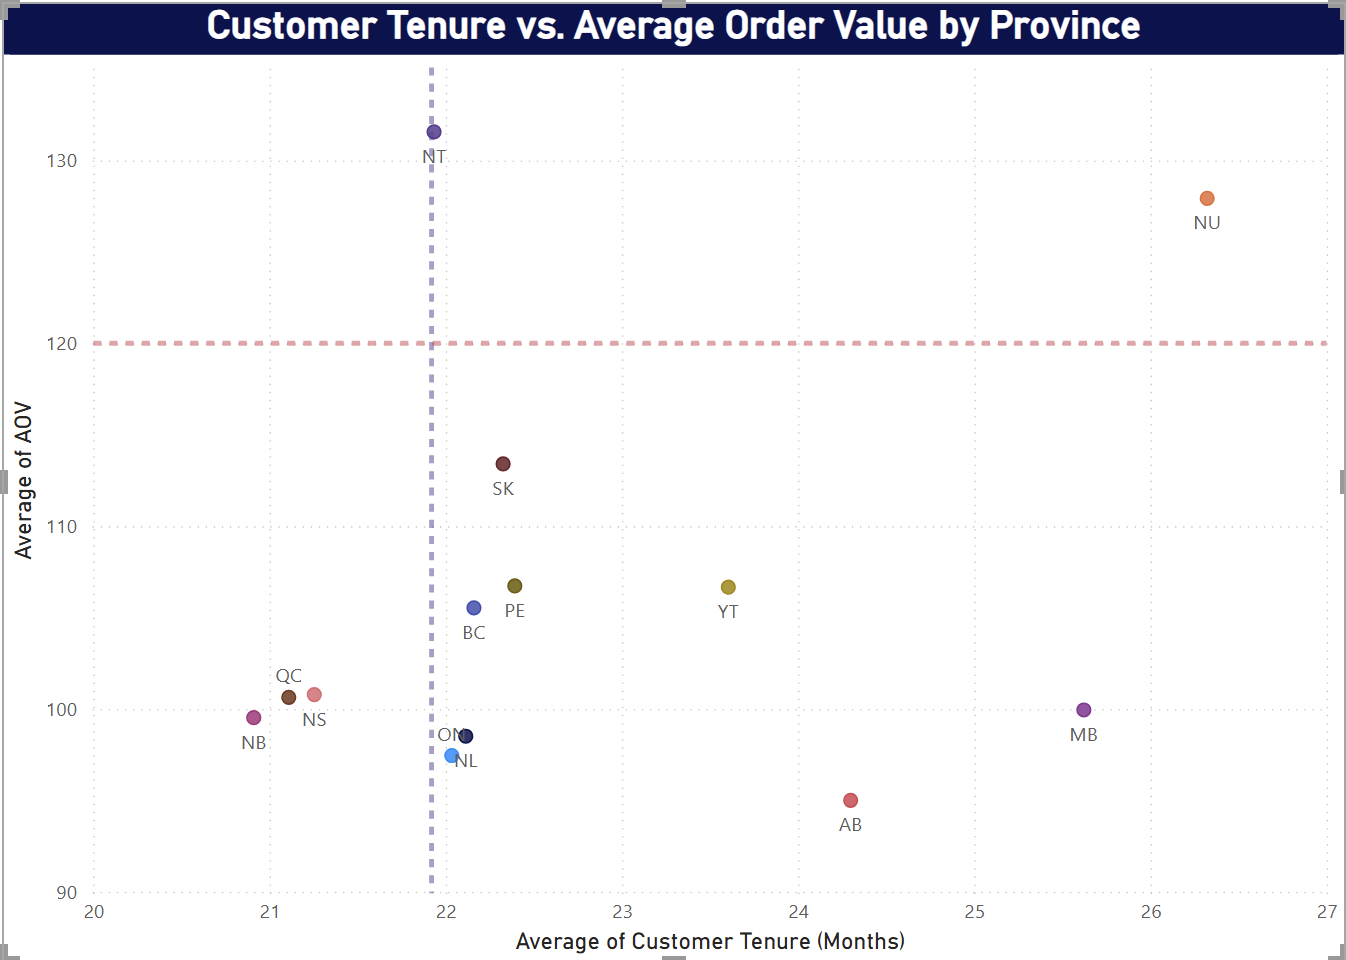 Customer Tenure vs. Average Order Value by Province
130
120
110
100
90
Average of AOV
NT
NU
SK
PE
YT
BC
QC
NS
NB
ON
NL
MB
AB
20 21 22 23 24 25 26 27
Average of Customer Tenure (Months)